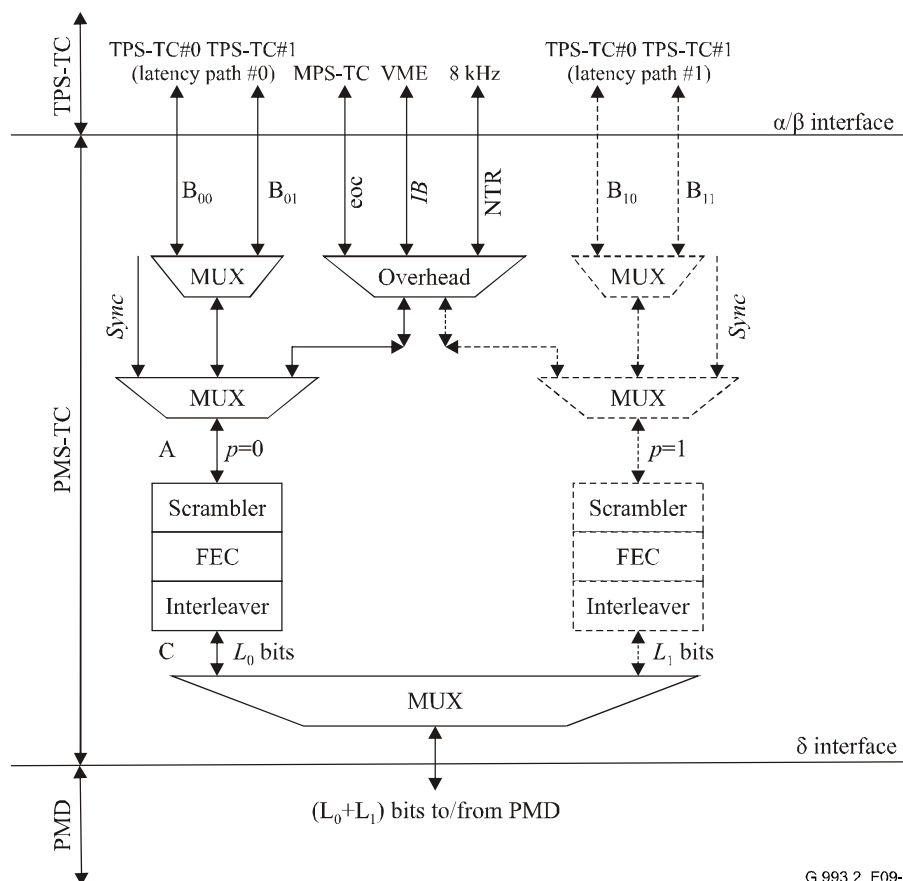 TPS-TC
TPS-TC#0 TPS-TC#1
(latency path #0)
MPS-TC VME 8 kHz
TPS-TC#0 TPS-TC#1
(latency path #1)
α/β interface
B00
B01
eoc
IB
NTR
B10
B11
MUX
Overhead
MUX
Sync
Sync
MUX
MUX
PMS-TC
A
p=0
p=1
Scrambler
FEC
Interleaver
Scrambler
FEC
Interleaver
C
L0 bits
L1 bits
MUX
δ interface
PMD
(L0+L1) bits to/from PMD
G.993.2_F09-